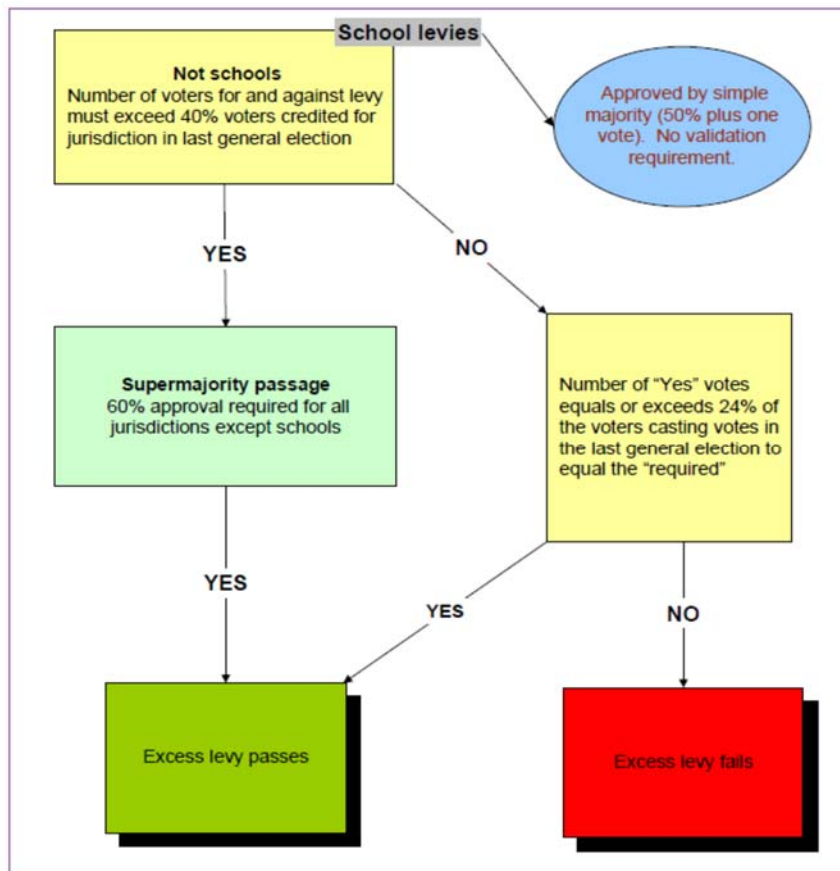 School levies
Not schools
Number of voters for and against levy
must exceed 40% voters credited for
jurisdiction in last general election
Approved by simple
majority (50% plus one
vote).  No validation
requirement.
YES
NO
Supermajority passage
60% approval required for all
jurisdictions except schools
Number of “Yes” votes
equals or exceeds 24% of
the voters casting votes in
the last general election to
equal the “required”
YES
YES
NO
Excess levy passes
Excess levy fails